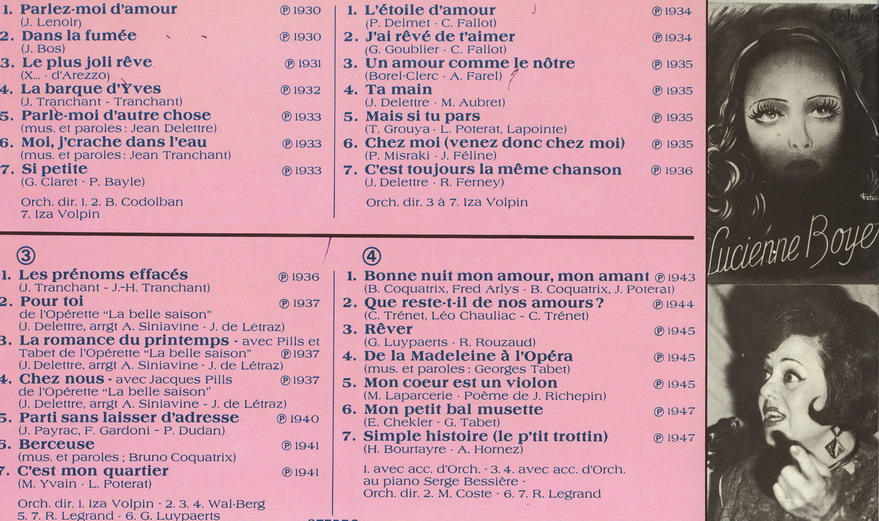 1. Parlez-moi d'amour ℗ 1930
(J. Lenoir)
2. Dans la fumée ℗ 1930
(J. Bos)
3. Le plus joli rêve ℗ 1931
(X... - d'Arezzo)
4. La barque d'Yves ℗ 1932
(J. Tranchant - Tranchant)
5. Parle-moi d'autre chose ℗ 1933
(mus. et paroles : Jean Delettre)
6. Moi, j'crache dans l'eau ℗ 1933
(mus. et paroles : Jean Tranchant)
7. Si petite ℗ 1933
(G. Claret - P. Bayle)
Orch. dir. 1. 2. B. Codolban
7. Iza Volpin
1. L'étoile d'amour ℗ 1934
(P. Delmet - C. Fallot)
2. J'ai rêvé de t'aimer ℗ 1934
(G. Goublier - C. Fallot)
3. Un amour comme le nôtre ℗ 1935
(Borel-Clerc - A. Farel)
4. Ta main ℗ 1935
(J. Delettre - M. Aubret)
5. Mais si tu pars ℗ 1935
(T. Grouya - L. Poterat, Lapointe)
6. Chez moi (venez donc chez moi) ℗ 1935
(P. Misraki - J. Féline)
7. C'est toujours la même chanson ℗ 1936
(J. Delettre - R. Ferney)
Orch. dir. 3 à 7. Iza Volpin
③
1. Les prénoms effacés ℗ 1936
(J. Tranchant - J.-H. Tranchant)
2. Pour toi ℗ 1937
de l'Opérette "La belle saison"
(J. Delettre, arrgt A. Siniavine - J. de Létraz)
3. La romance du printemps - avec Pills et
Tabet de l'Opérette "La belle saison" ℗ 1937
(J. Delettre, arrgt A. Siniavine - J. de Létraz)
4. Chez nous - avec Jacques Pills ℗ 1937
de l'Opérette "La belle saison"
(J. Delettre, arrgt A. Siniavine - J. de Létraz)
5. Parti sans laisser d'adresse ℗ 1940
(J. Payrac, F. Gardoni - P. Dudan)
6. Berceuse ℗ 1941
(mus. et paroles ; Bruno Coquatrix)
7. C'est mon quartier ℗ 1941
(M. Yvain - L. Poterat)
Orch. dir. 1. Iza Volpin - 2. 3. 4. Wal-Berg
5. 7. R. Legrand - 6. G. Luypaerts
④
1. Bonne nuit mon amour, mon amant ℗ 1943
(B. Coquatrix, Fred Arlys - B. Coquatrix, J. Poterat)
2. Que reste-t-il de nos amours ? ℗ 1944
(C. Trénet, Léo Chauliac - C. Trénet)
3. Rêver ℗ 1945
(G. Luypaerts - R. Rouzaud)
4. De la Madeleine à l'Opéra ℗ 1945
(mus. et paroles : Georges Tabet)
5. Mon coeur est un violon ℗ 1945
(M. Laparcerie - Poème de J. Richepin)
6. Mon petit bal musette ℗ 1947
(E. Chekler - G. Tabet)
7. Simple histoire (le p'tit trottin) ℗ 1947
(H. Bourtayre - A. Hornez)
1. avec acc. d'Orch. - 3. 4. avec acc. d'Orch.
au piano Serge Bessière -
Orch. dir. 2. M. Coste - 6. 7. R. Legrand
Lucienne Boye